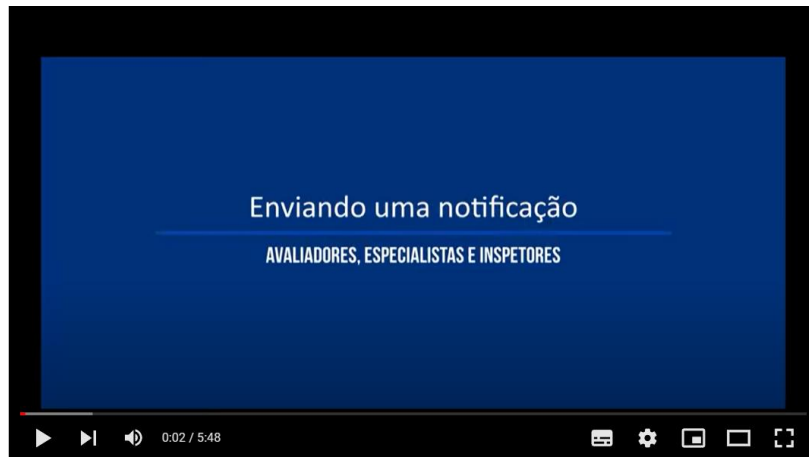 Enviando uma notificação
AVALIADORES, ESPECIALISTAS E INSPETORES
0:02 / 5:48